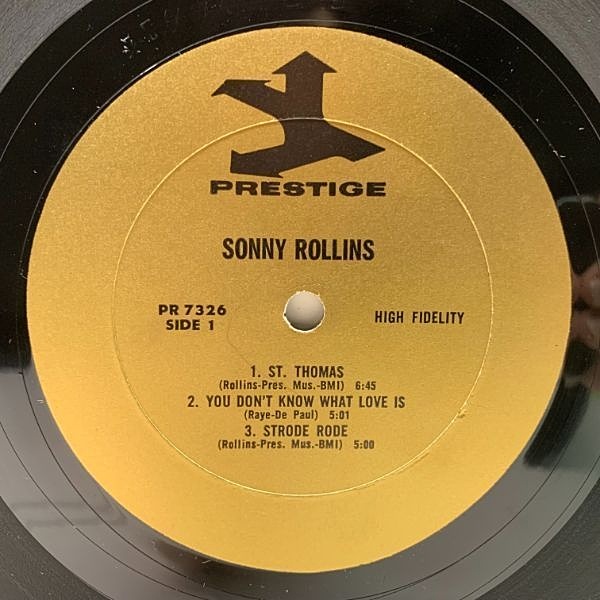 PRESTIGE
SONNY ROLLINS
PR 7326
SIDE 1
HIGH FIDELITY
1. ST. THOMAS
(Rollins-Pres. Mus.-BMI) 6:45
2. YOU DON'T KNOW WHAT LOVE IS
(Raye-De Paul) 5:01
3. STRODE RODE
(Rollins-Pres. Mus.-BMI) 5:00